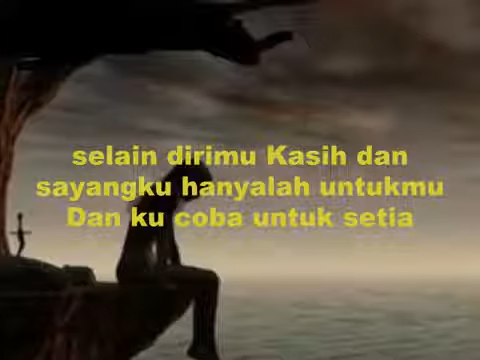 selain dirimu Kasih dan
sayangku hanyalah untukmu
Dan ku coba untuk setia